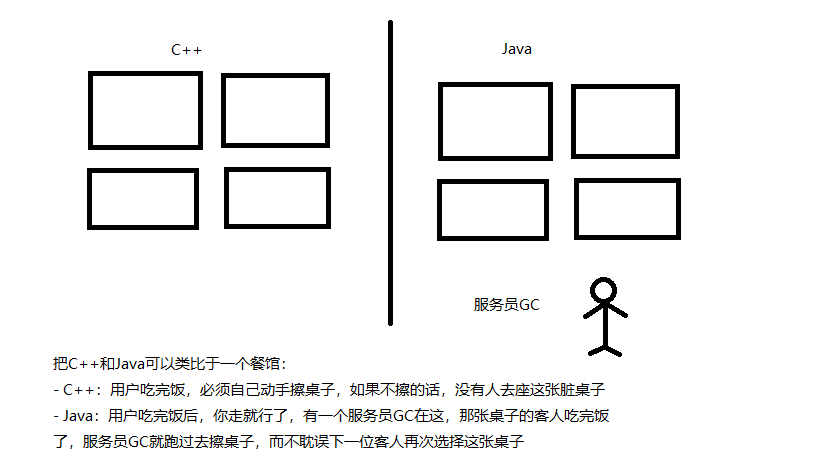 C++
Java
服务员GC
把C++和Java可以类比于一个餐馆：
- C++：用户吃完饭，必须自己动手擦桌子，如果不擦的话，没有人去座这张脏桌子
- Java：用户吃完饭后，你走就行了，有一个服务员GC在这，那张桌子的客人吃完饭
了，服务员GC就跑过去擦桌子，而不耽误下一位客人再次选择这张桌子